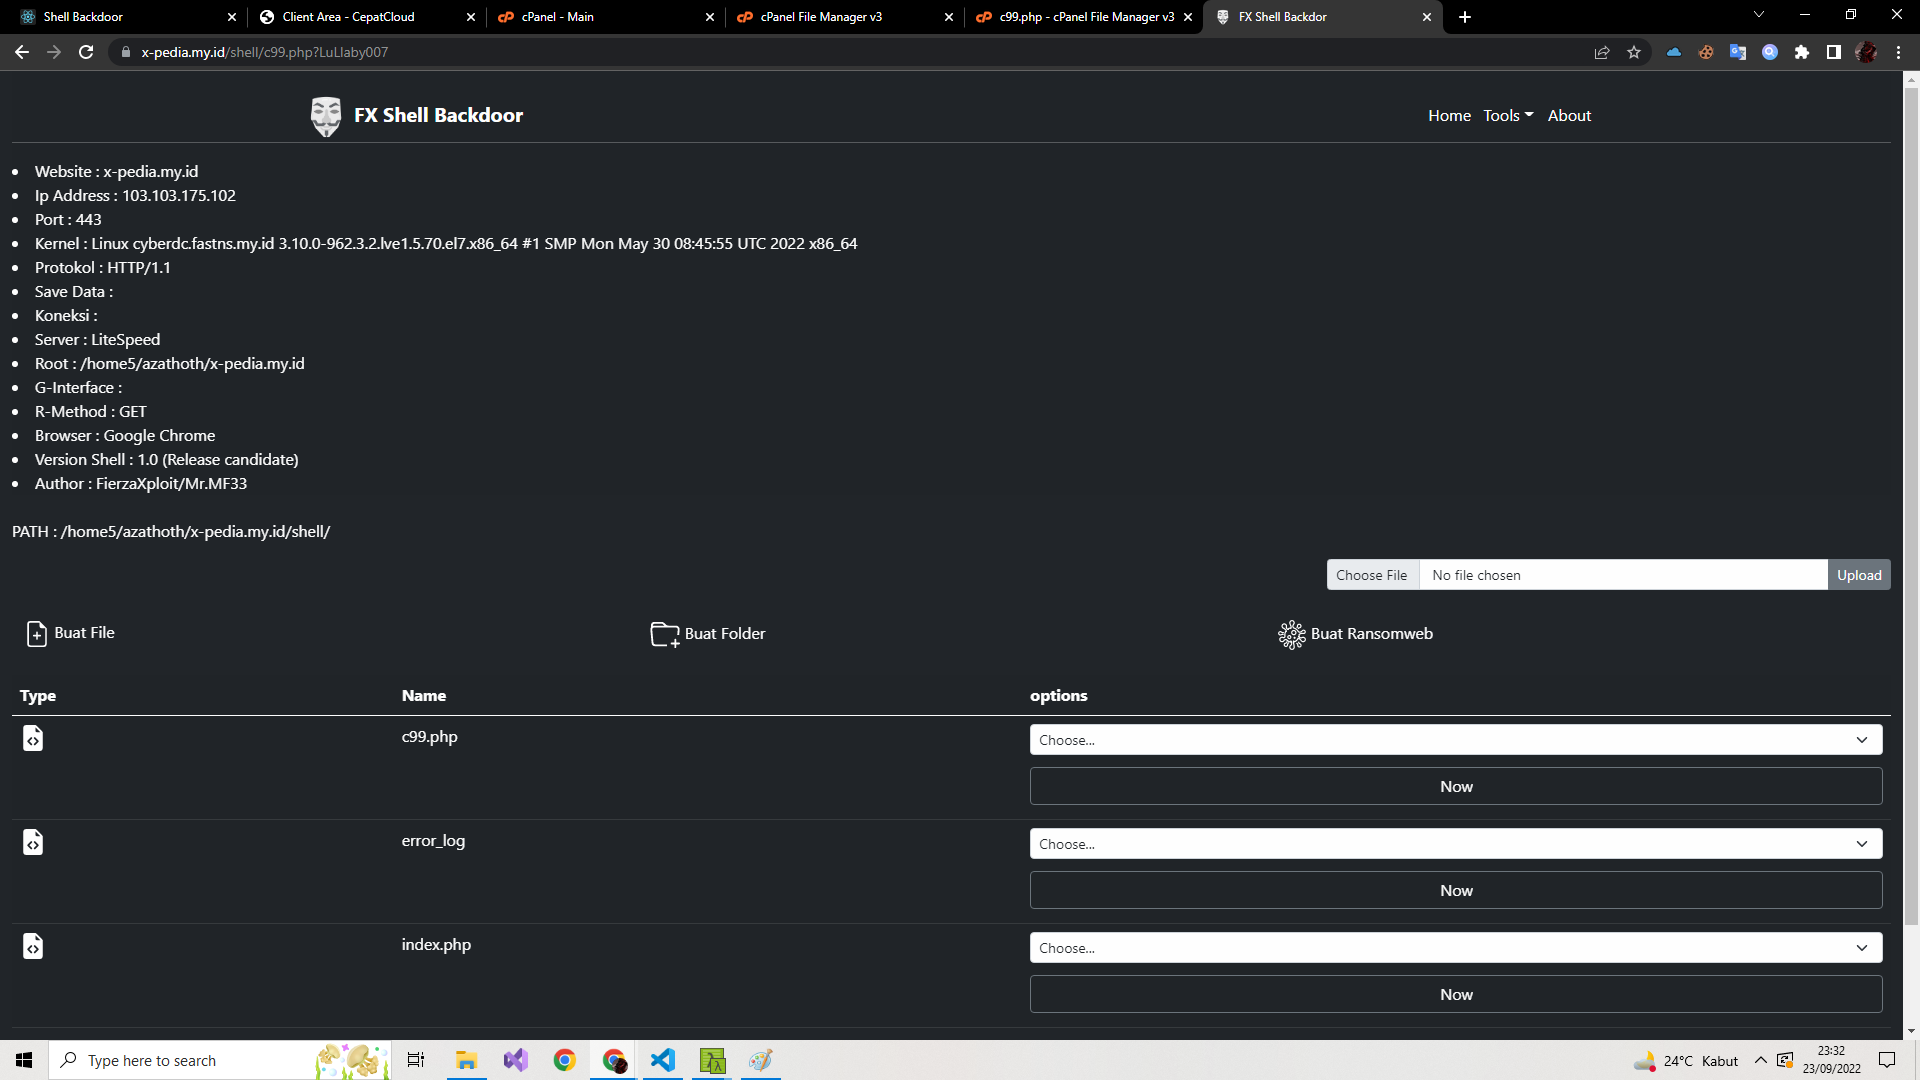 Shell Backdoor
Client Area - CepatCloud
cPanel - Main
cPanel File Manager v3
c99.php - cPanel File Manager v3
FX Shell Backdor
x-pedia.my.id/shell/c99.php?LuLlaby007
FX Shell Backdoor
Home
Tools
About
Website : x-pedia.my.id
Ip Address : 103.103.175.102
Port : 443
Kernel : Linux cyberdc.fastns.my.id 3.10.0-962.3.2.lve1.5.70.el7.x86_64 #1 SMP Mon May 30 08:45:55 UTC 2022 x86_64
Protokol : HTTP/1.1
Save Data :
Koneksi :
Server : LiteSpeed
Root : /home5/azathoth/x-pedia.my.id
G-Interface :
R-Method : GET
Browser : Google Chrome
Version Shell : 1.0 (Release candidate)
Author : FierzaXploit/Mr.MF33
PATH : /home5/azathoth/x-pedia.my.id/shell/
Choose File No file chosen Upload
Buat File
Buat Folder
Buat Ransomweb
Type Name options
c99.php
Choose...
Now
error_log
Choose...
Now
index.php
Choose...
Now
Type here to search
24°C Kabut
23:32
23/09/2022